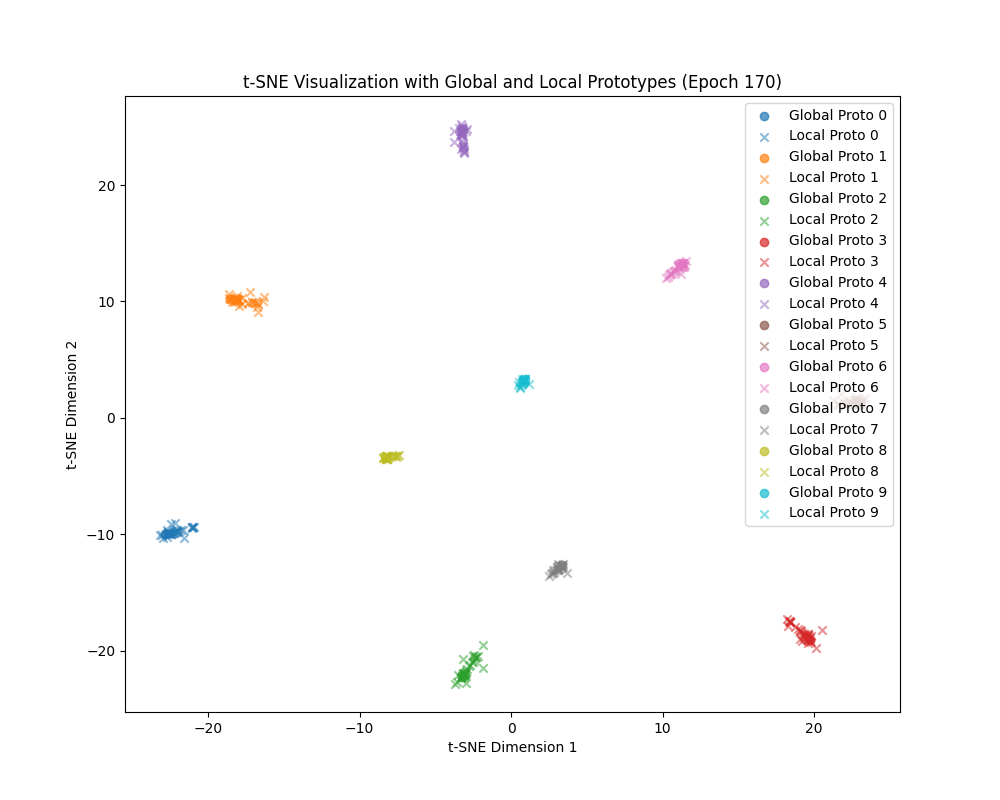 t-SNE Visualization with Global and Local Prototypes (Epoch 170)
Global Proto 0
Local Proto 0
Global Proto 1
Local Proto 1
Global Proto 2
Local Proto 2
Global Proto 3
Local Proto 3
Global Proto 4
Local Proto 4
Global Proto 5
Local Proto 5
Global Proto 6
Local Proto 6
Global Proto 7
Local Proto 7
Global Proto 8
Local Proto 8
Global Proto 9
Local Proto 9
t-SNE Dimension 2
20
10
0
−10
−20
−20
−10
0
10
20
t-SNE Dimension 1